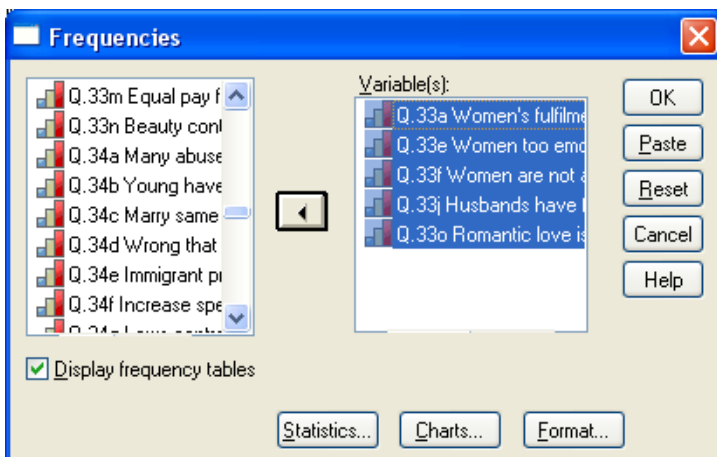 Frequencies
Q.33m Equal pay f
Q.33n Beauty cont
Q.34a Many abuse
Q.34b Young have
Q.34c Marry same
Q.34d Wrong that
Q.34e Immigrant pr
Q.34f Increase spe
Variable(s):
Q.33a Women's fulfilme
Q.33e Women too emo
Q.33f Women are not a
Q.33j Husbands have
Q.33o Romantic love is
OK
Paste
Reset
Cancel
Help
Display frequency tables
Statistics...
Charts...
Format...